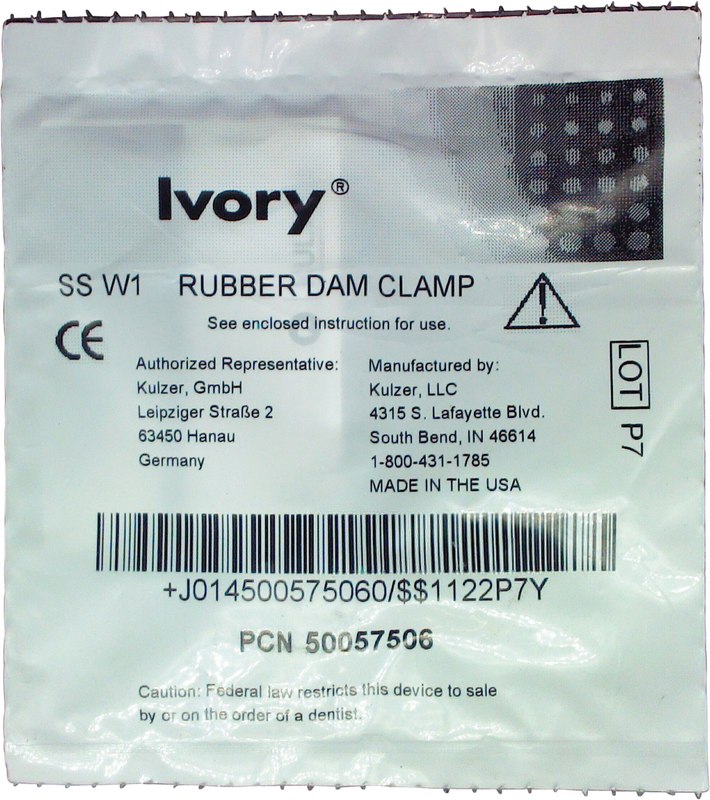 Ivory®
SS W1 RUBBER DAM CLAMP
See enclosed instruction for use.
CE
Authorized Representative:
Kulzer, GmbH
Leipziger Straße 2
63450 Hanau
Germany
Manufactured by:
Kulzer, LLC
4315 S. Lafayette Blvd.
South Bend, IN 46614
1-800-431-1785
MADE IN THE USA
LOT P7
+J014500575060/$$1122P7Y
PCN 50057506
Caution: Federal law restricts this device to sale
by or on the order of a dentist.